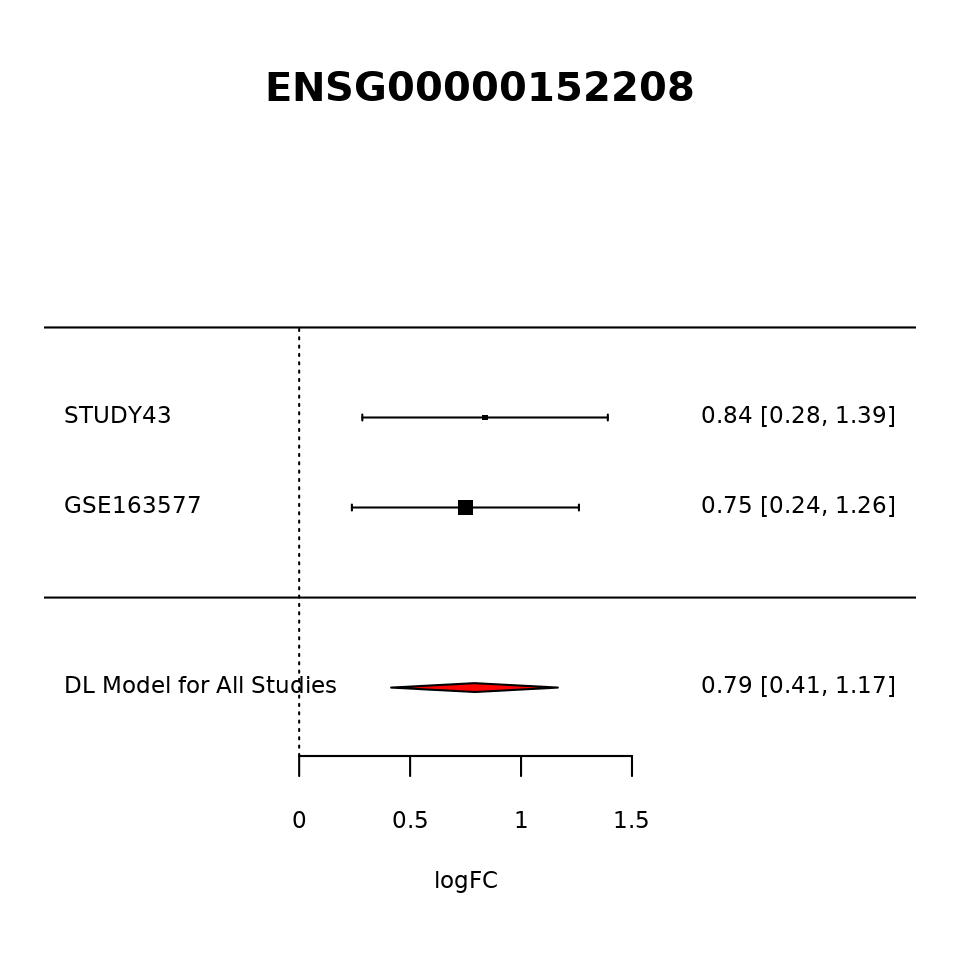 ENSG00000152208
STUDY43 0.84 [0.28, 1.39]
GSE163577 0.75 [0.24, 1.26]
DL Model for All Studies 0.79 [0.41, 1.17]
0 0.5 1 1.5
logFC